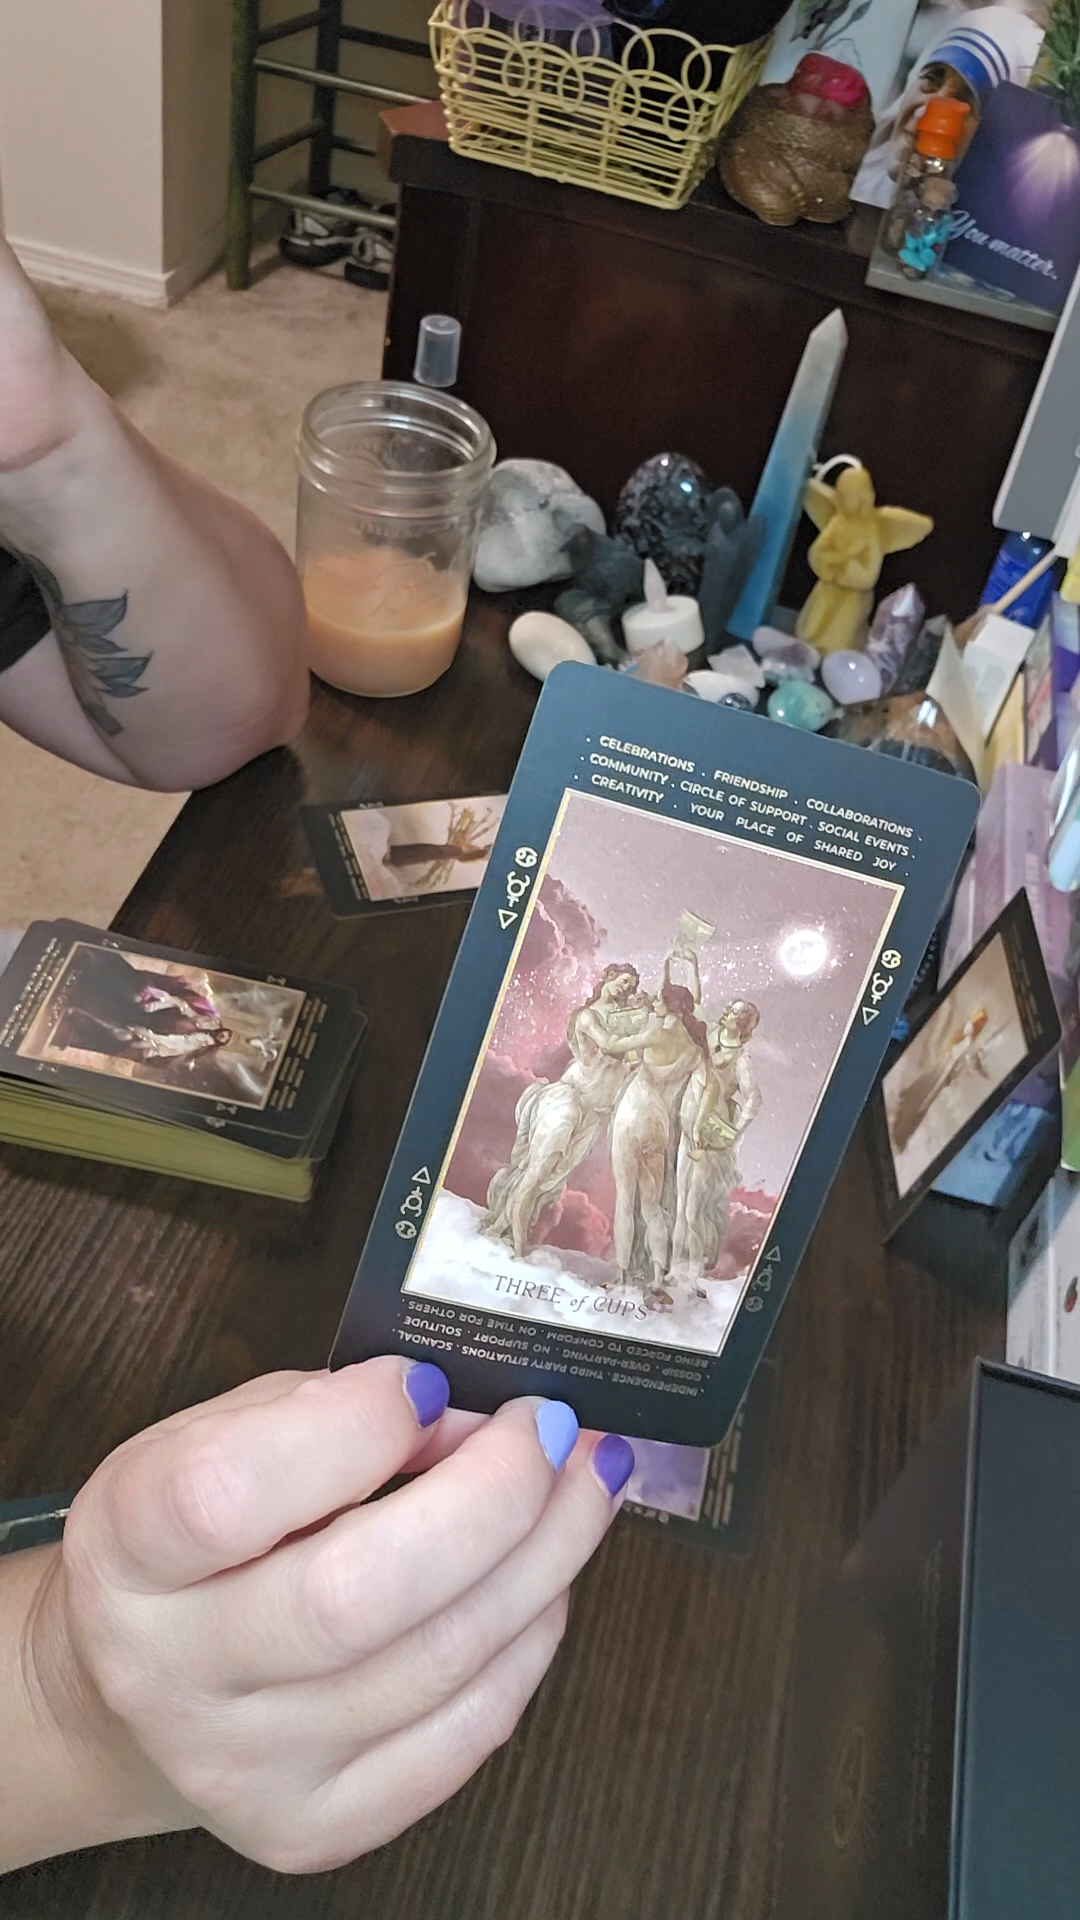 You matter.
. CELEBRATIONS . FRIENDSHIP . COLLABORATIONS .
. COMMUNITY . CIRCLE OF SUPPORT . SOCIAL EVENTS .
. CREATIVITY . YOUR PLACE OF SHARED JOY .
THREE of CUPS
. INDEPENDENCE . THIRD PARTY SITUATIONS . SCANDAL .
GOSSIP . OVER-PARTYING . NO SUPPORT . SOLITUDE .
BEING FORCED TO CONFORM . ON TIME FOR OTHERS .